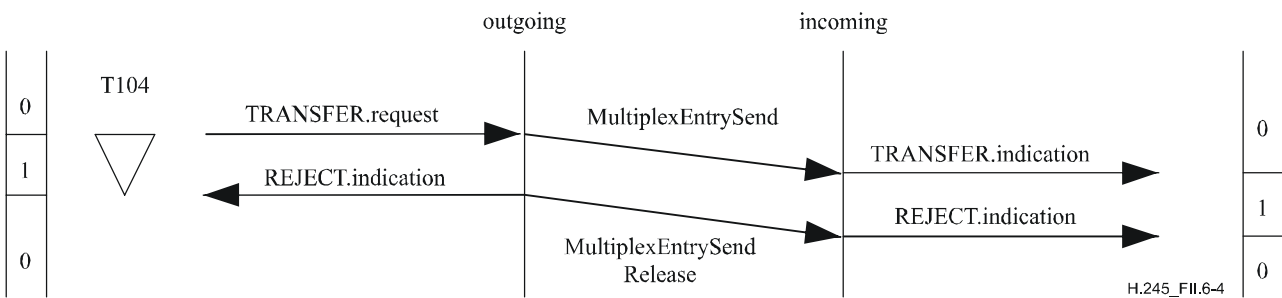 outgoing
incoming
T104
0
TRANSFER.request
MultiplexEntrySend
0
1
REJECT.indication
TRANSFER.indication
1
REJECT.indication
0
MultiplexEntrySend
Release
0
H.245_FII.6-4